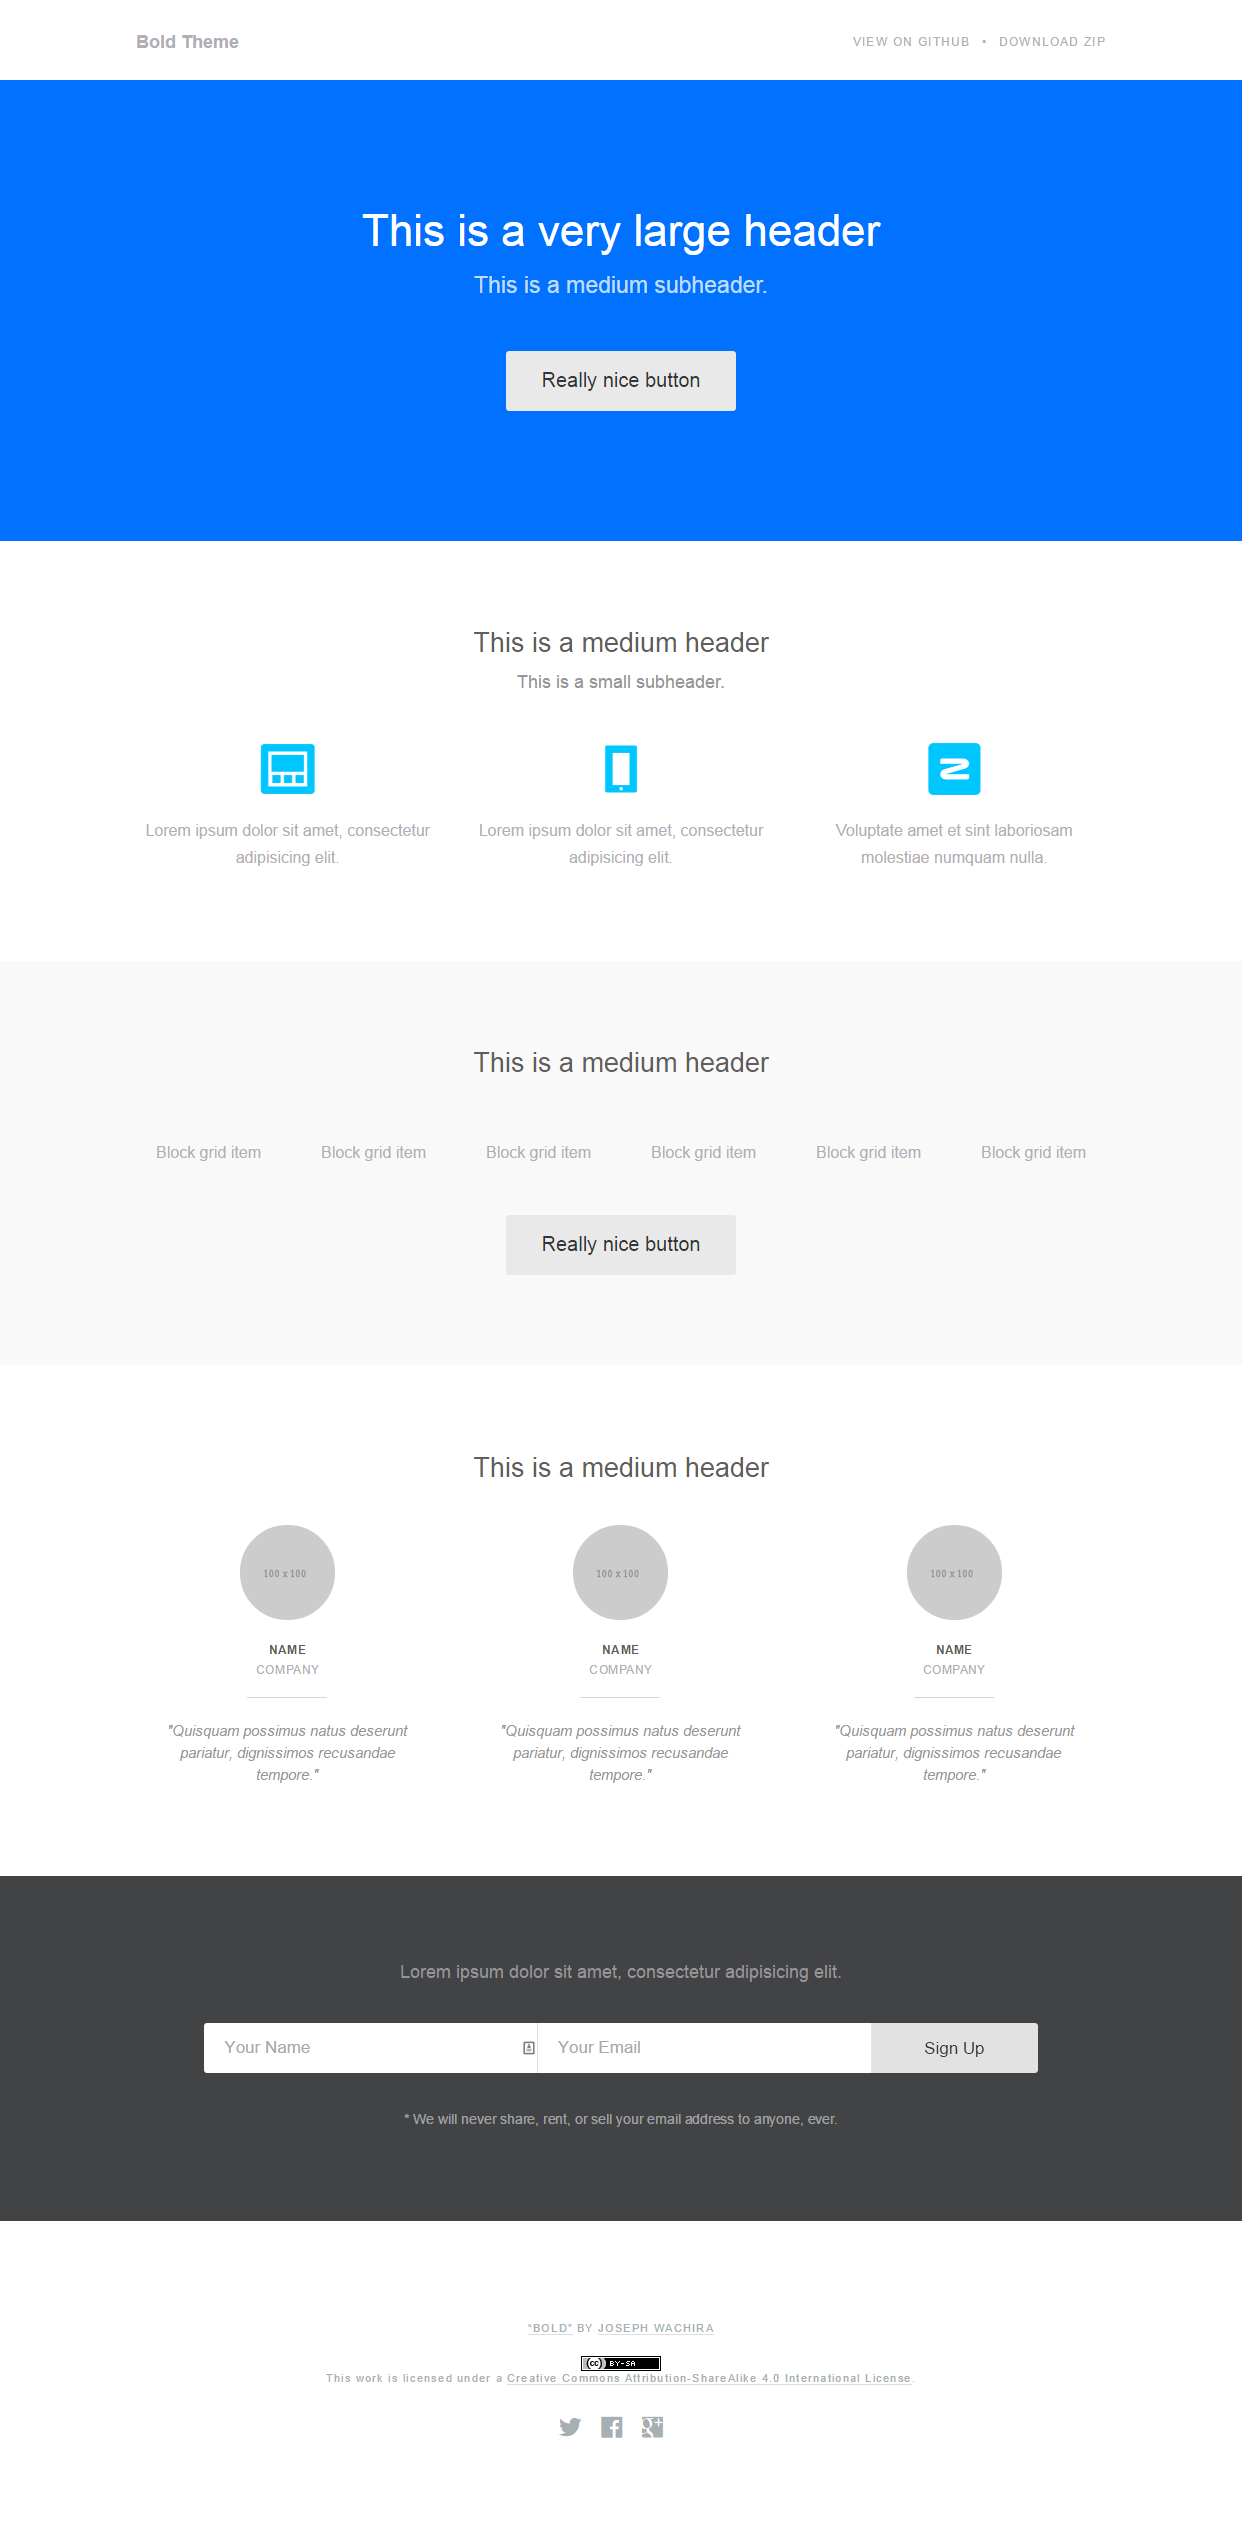 Bold Theme
VIEW ON GITHUB • DOWNLOAD ZIP
This is a very large header
This is a medium subheader.
Really nice button
This is a medium header
This is a small subheader.
Lorem ipsum dolor sit amet, consectetur
adipisicing elit.
Lorem ipsum dolor sit amet, consectetur
adipisicing elit.
Voluptate amet et sint laboriosam
molestiae numquam nulla.
This is a medium header
Block grid item Block grid item Block grid item Block grid item Block grid item Block grid item
Really nice button
This is a medium header
100 x 100
NAME
COMPANY
"Quisquam possimus natus deserunt
pariatur, dignissimos recusandae
tempore."
100 x 100
NAME
COMPANY
"Quisquam possimus natus deserunt
pariatur, dignissimos recusandae
tempore."
100 x 100
NAME
COMPANY
"Quisquam possimus natus deserunt
pariatur, dignissimos recusandae
tempore."
Lorem ipsum dolor sit amet, consectetur adipisicing elit.
Your Name Your Email Sign Up
* We will never share, rent, or sell your email address to anyone, ever.
“BOLD” BY JOSEPH WACHIRA
(cc) BY-SA
This work is licensed under a Creative Commons Attribution-ShareAlike 4.0 International License.
g+